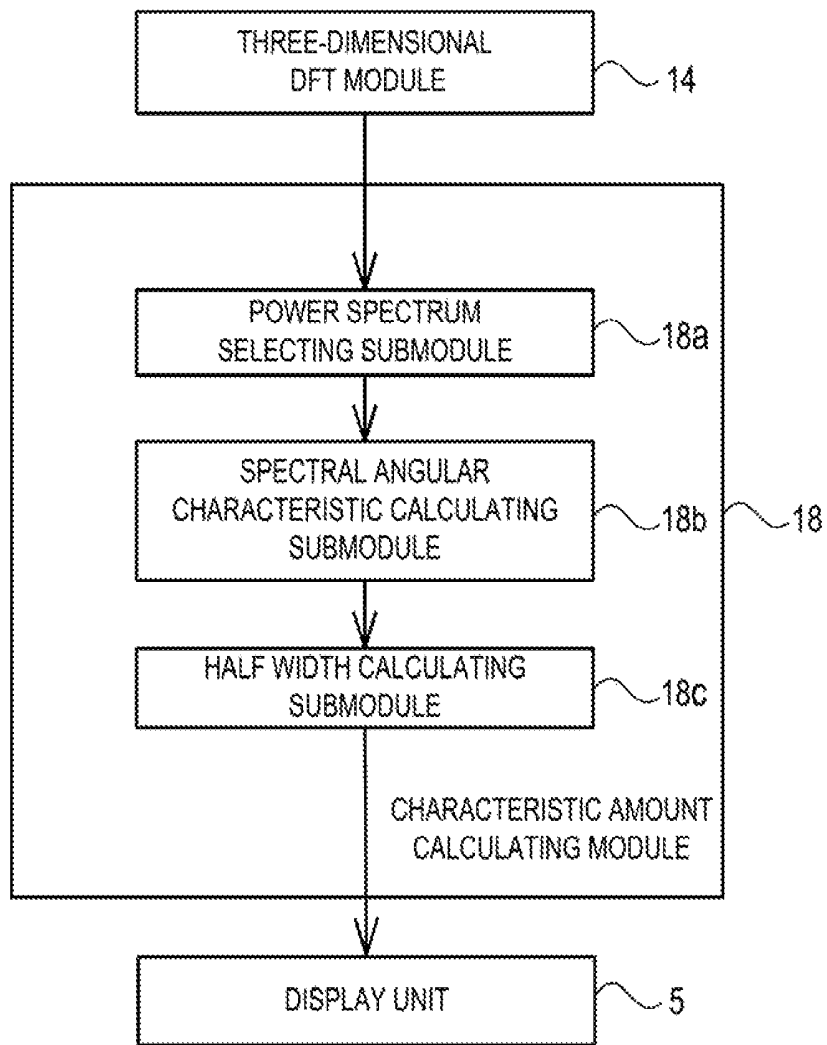 THREE-DIMENSIONAL
DFT MODULE
14
POWER SPECTRUM
SELECTING SUBMODULE
18a
SPECTRAL ANGULAR
CHARACTERISTIC CALCULATING
SUBMODULE
18b
18
HALF WIDTH CALCULATING
SUBMODULE
18c
CHARACTERISTIC AMOUNT
CALCULATING MODULE
DISPLAY UNIT
5